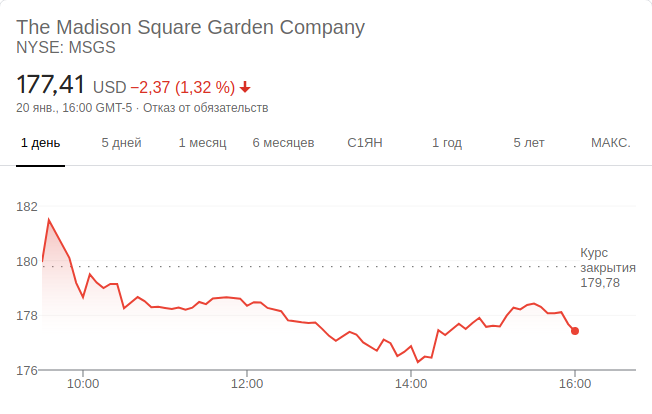 The Madison Square Garden Company
NYSE: MSGS
177,41 USD −2,37 (1,32 %)
20 янв., 16:00 GMT-5 · Отказ от обязательств
1 день 5 дней 1 месяц 6 месяцев С1ЯН 1 год 5 лет МАКС.
182
180
178
176
Курс
закрытия
179,78
10:00 12:00 14:00 16:00